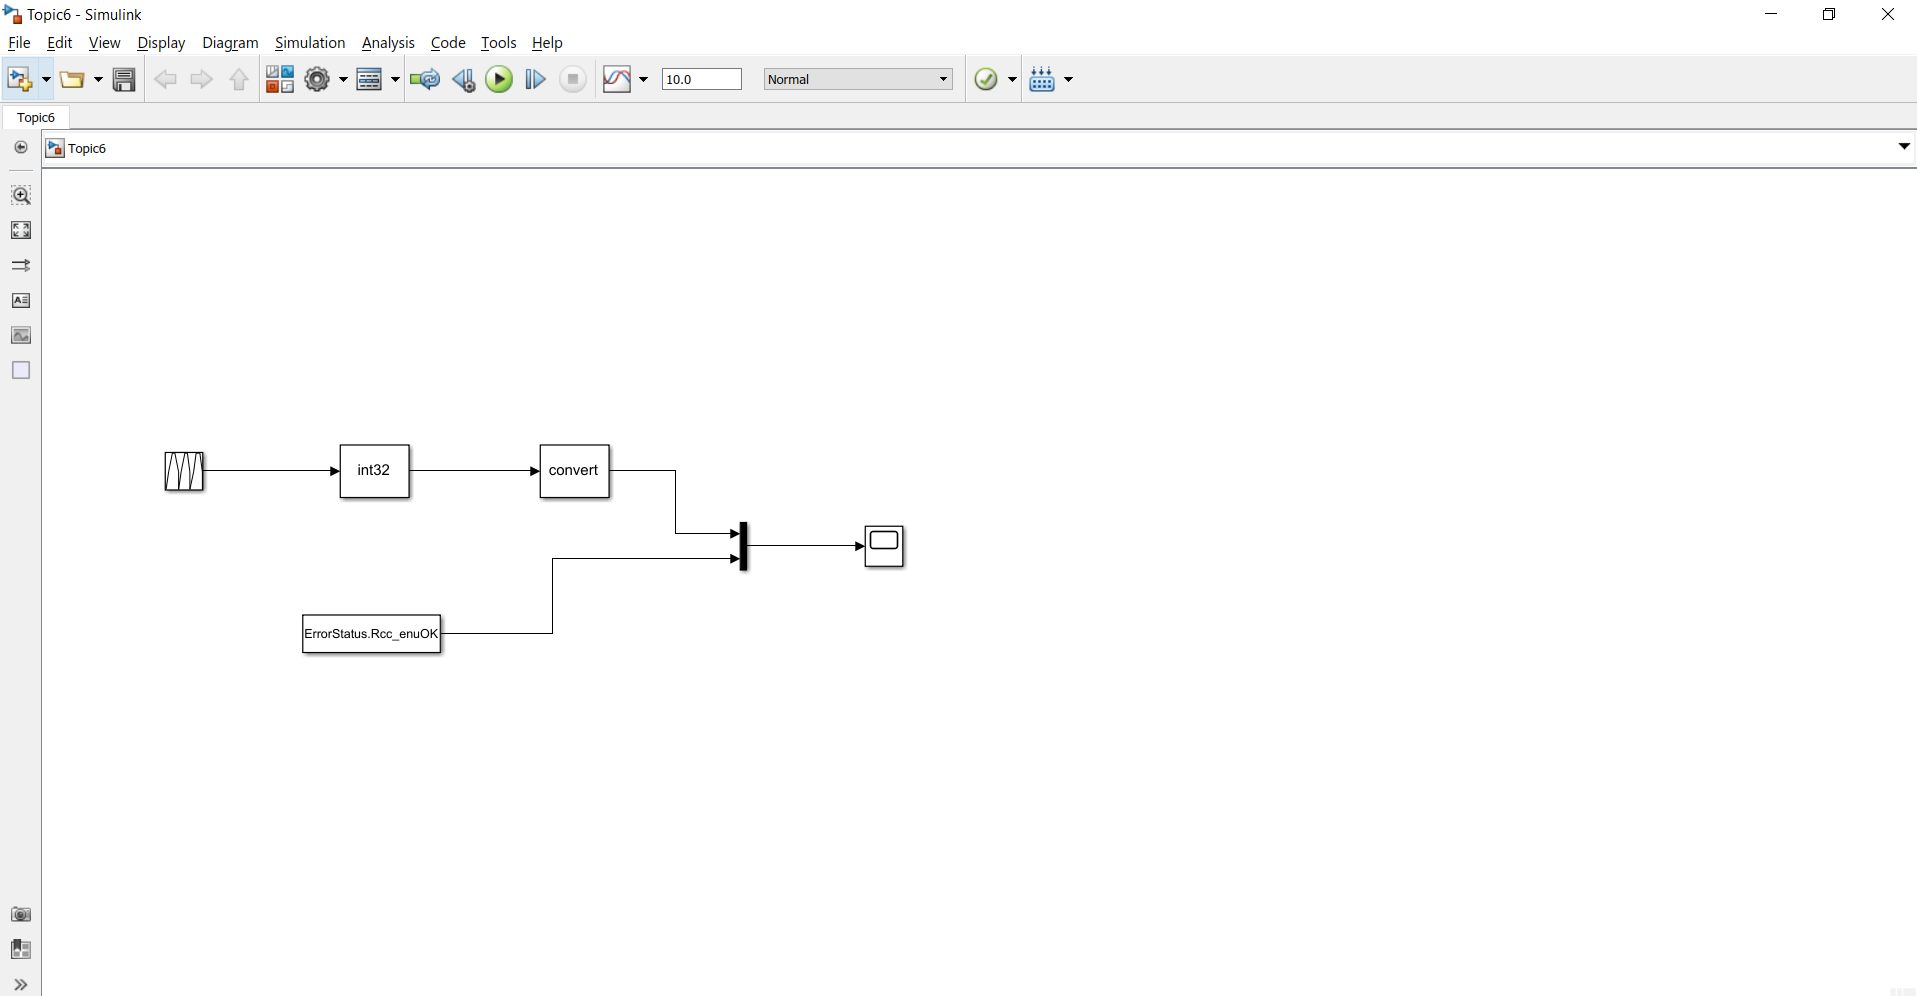 Topic6 - Simulink
File Edit View Display Diagram Simulation Analysis Code Tools Help
10.0 Normal
Topic6
Topic6
int32 convert
ErrorStatus.Rcc_enuOK